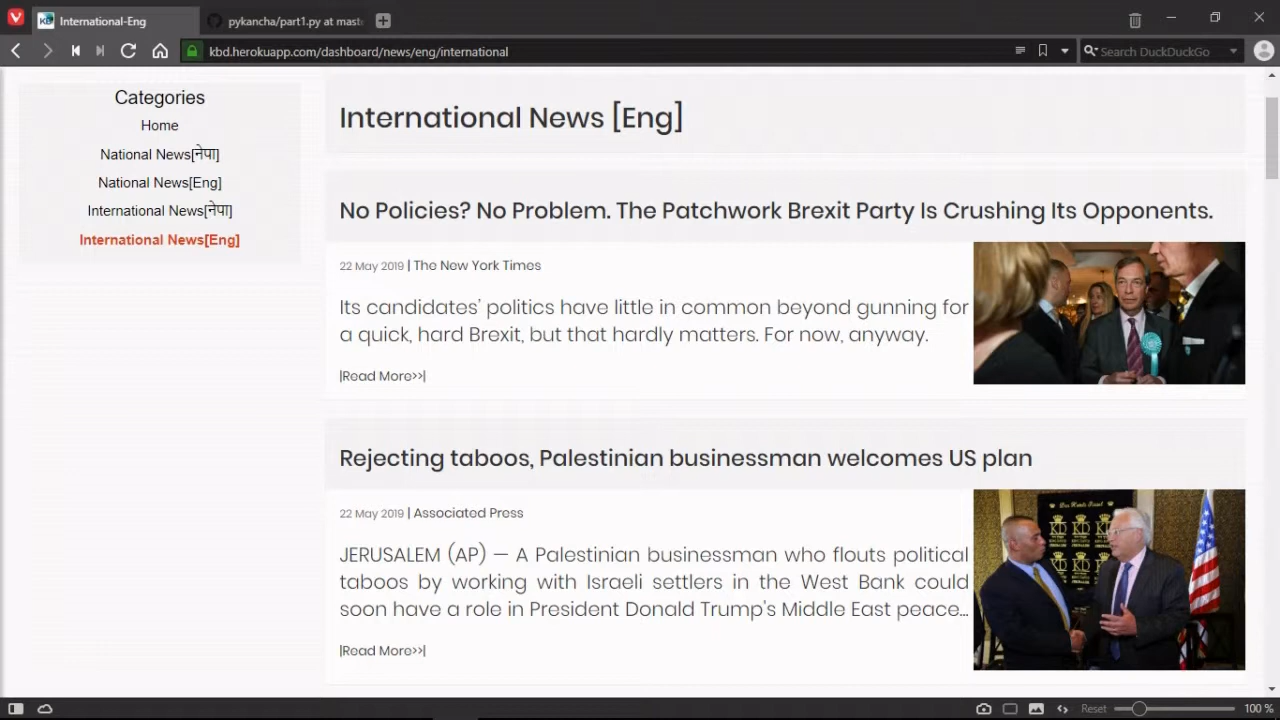 International-Eng
pykancha/part1.py at mast
kbd.herokuapp.com/dashboard/news/eng/international
Search DuckDuckGo
Categories
Home
National News[नेपा]
National News[Eng]
International News[नेपा]
International News[Eng]
International News [Eng]
No Policies? No Problem. The Patchwork Brexit Party Is Crushing Its Opponents.
22 May 2019 | The New York Times
Its candidates’ politics have little in common beyond gunning for
a quick, hard Brexit, but that hardly matters. For now, anyway.
|Read More>>|
Rejecting taboos, Palestinian businessman welcomes US plan
22 May 2019 | Associated Press
JERUSALEM (AP) — A Palestinian businessman who flouts political
taboos by working with Israeli settlers in the West Bank could
soon have a role in President Donald Trump's Middle East peace...
|Read More>>|
Reset
100 %